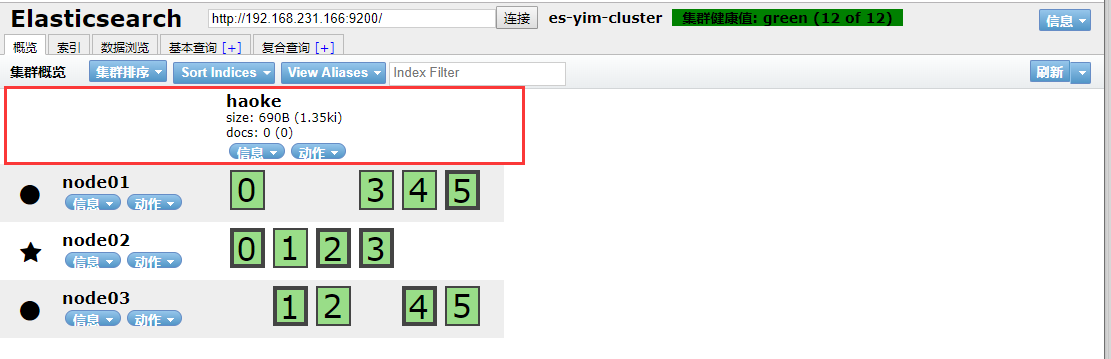 Elasticsearch http://192.168.231.166:9200/ 连接 es-yim-cluster 集群健康值: green (12 of 12) 信息
概览 索引 数据浏览 基本查询 [+] 复合查询 [+]
集群概览 集群排序 Sort Indices View Aliases Index Filter 刷新
haoke
size: 690B (1.35ki)
docs: 0 (0)
信息 动作
node01
信息 动作
0 3 4 5
node02
信息 动作
0 1 2 3
node03
信息 动作
1 2 4 5